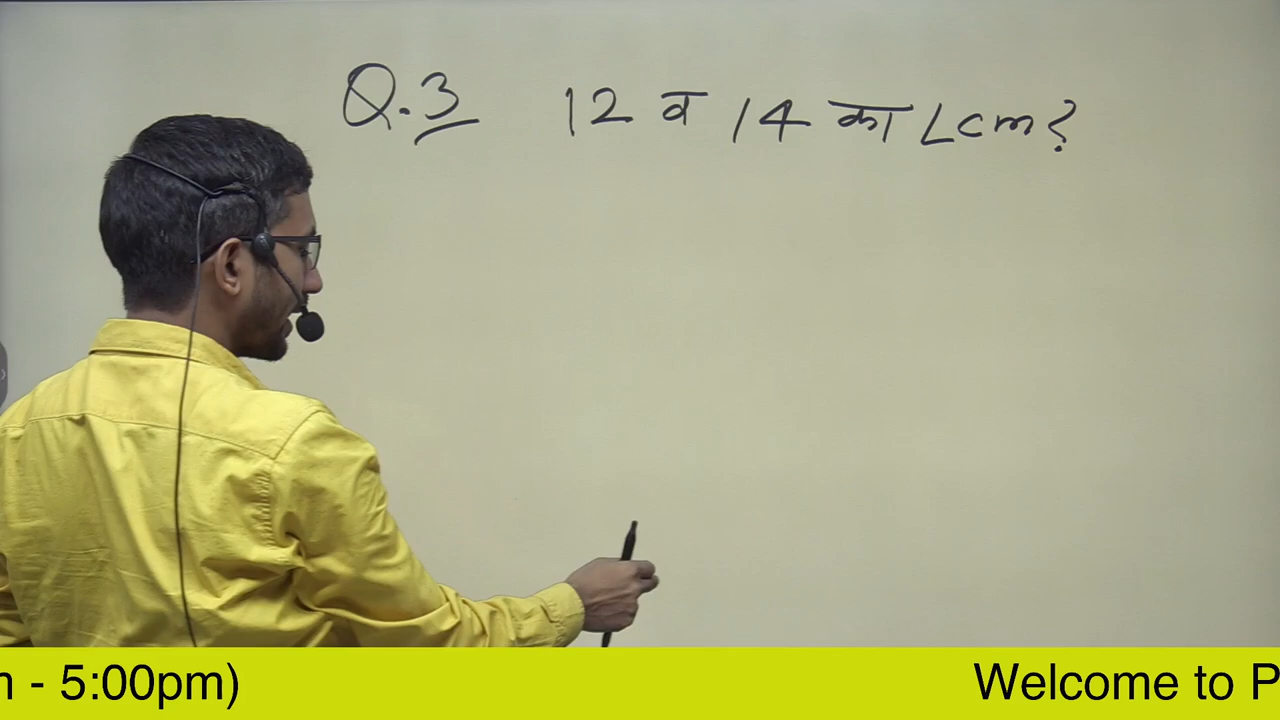 Q.3 12 व 14 का Lcm?
- 5:00pm) Welcome to P